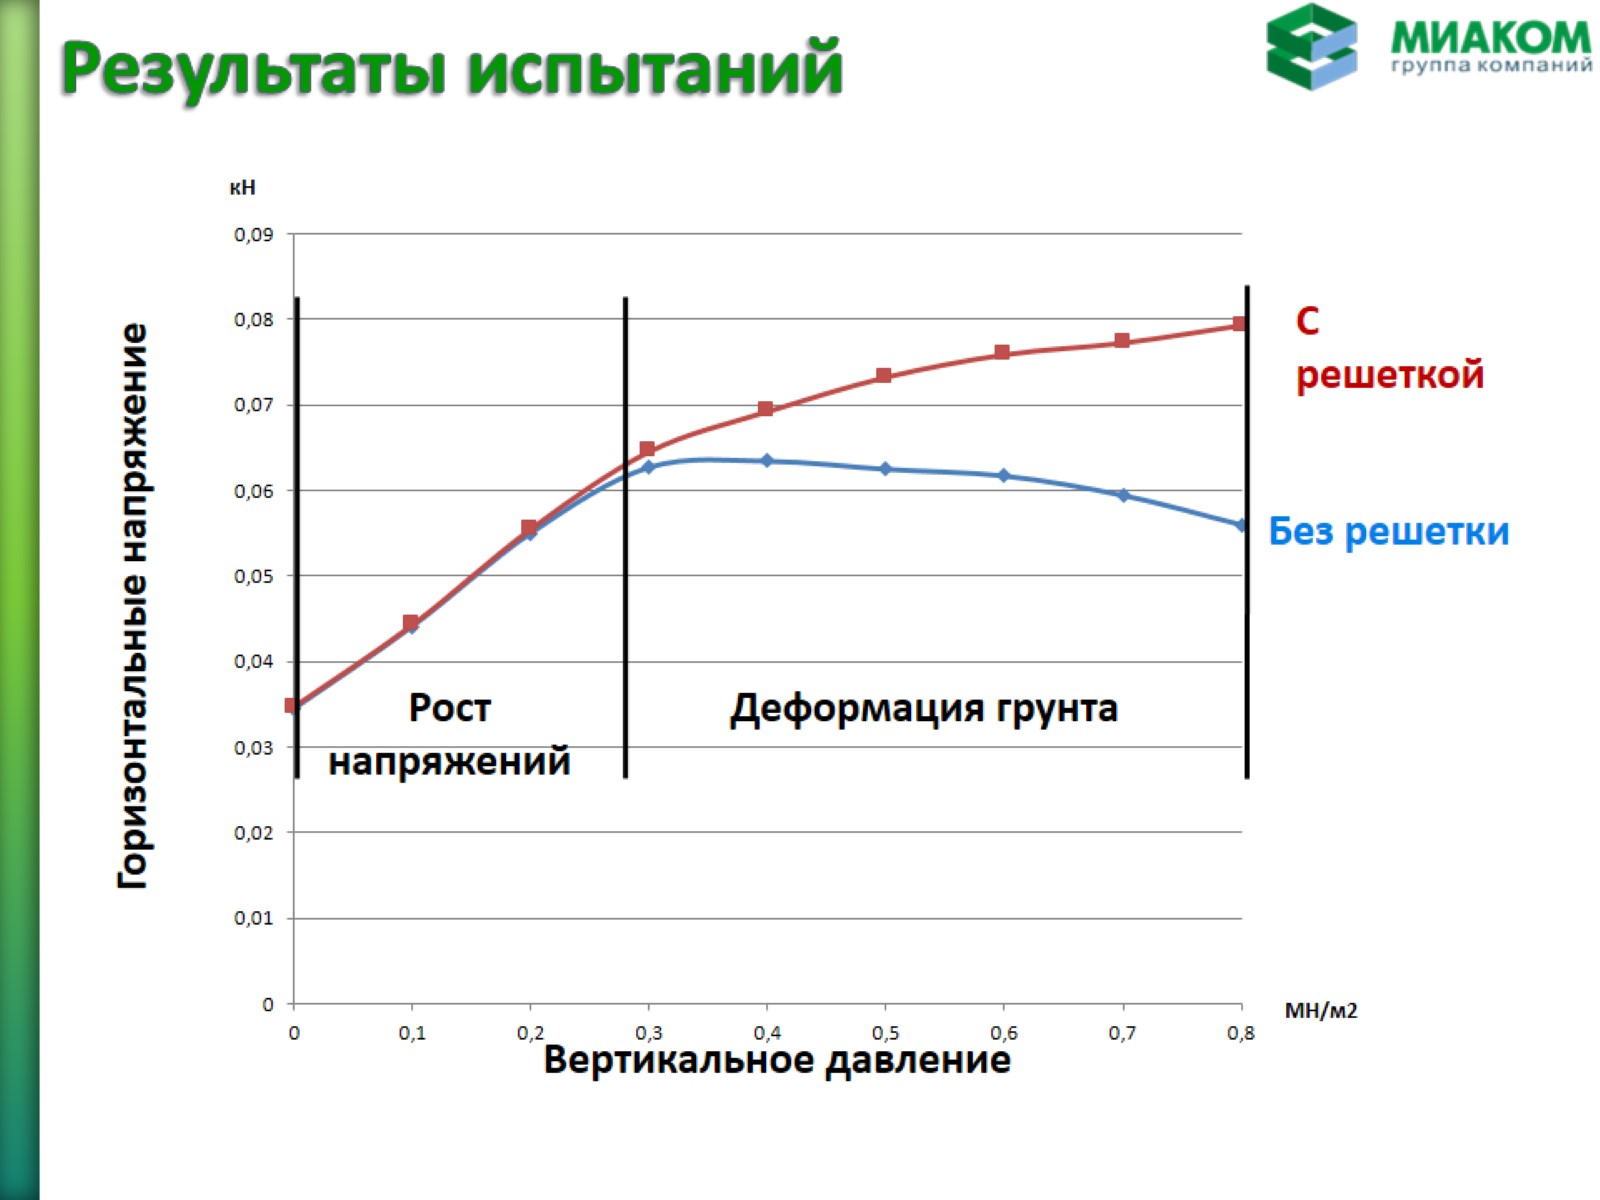 Результаты испытаний
МИАКОМ
группа компаний
кН
0,09
0,08
0,07
0,06
0,05
0,04
0,03
0,02
0,01
0
Горизонтальные напряжение
С
решеткой
Без решетки
Рост
напряжений
Деформация грунта
0 0,1 0,2 0,3 0,4 0,5 0,6 0,7 0,8
МН/м2
Вертикальное давление